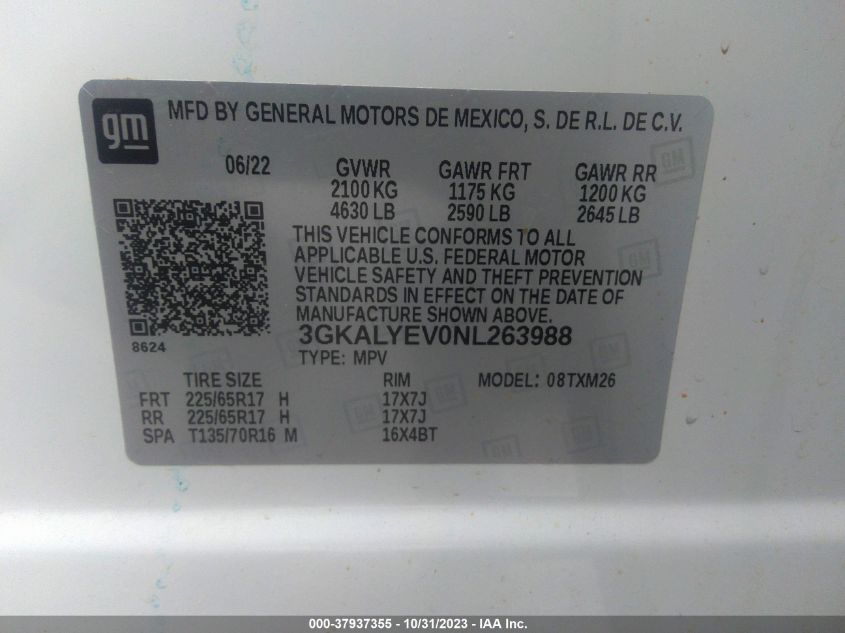 gm
MFD BY GENERAL MOTORS DE MEXICO, S. DE R.L. DE C.V.
06/22 GVWR GAWR FRT GAWR RR
2100 KG 1175 KG 1200 KG
4630 LB 2590 LB 2645 LB
THIS VEHICLE CONFORMS TO ALL
APPLICABLE U.S. FEDERAL MOTOR
VEHICLE SAFETY AND THEFT PREVENTION
STANDARDS IN EFFECT ON THE DATE OF
MANUFACTURE SHOWN ABOVE.
8624
3GKALYEV0NL263988
TYPE: MPV
TIRE SIZE RIM MODEL: 08TXM26
FRT 225/65R17 H 17X7J
RR 225/65R17 H 17X7J
SPA T135/70R16 M 16X4BT
000-37937355 - 10/31/2023 - IAA Inc.